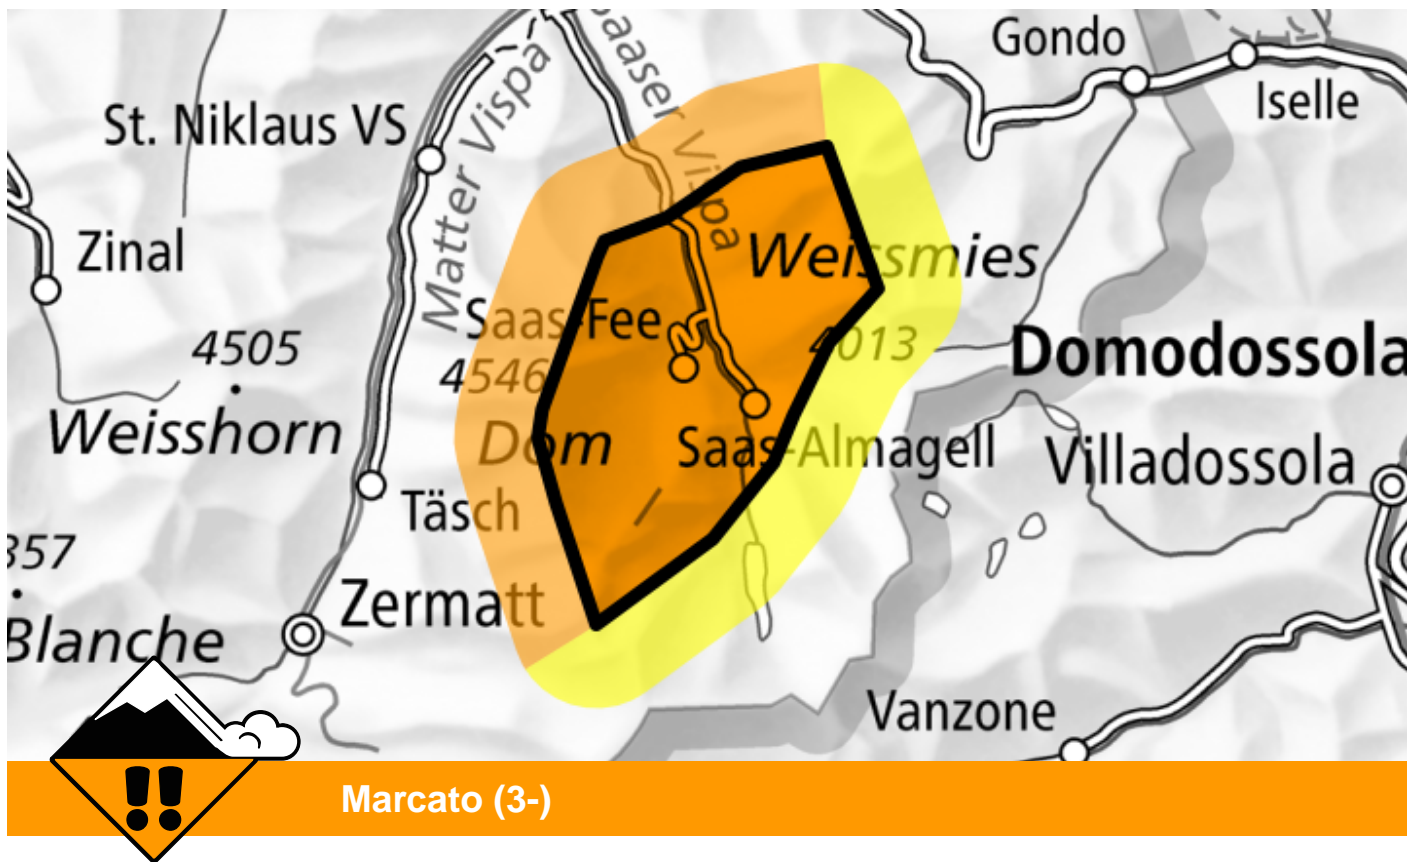 Gondo
Iselle
Saaser Vispa
St. Niklaus VS
Matter Vispa
Zinal
Weissmies
Saas-Fee
4505
4013
Domodossola
4546
Weisshorn
Dom
Saas-Almagell
Villadossola
Täsch
357
Zermatt
Blanche
Vanzone
!!
Marcato (3-)